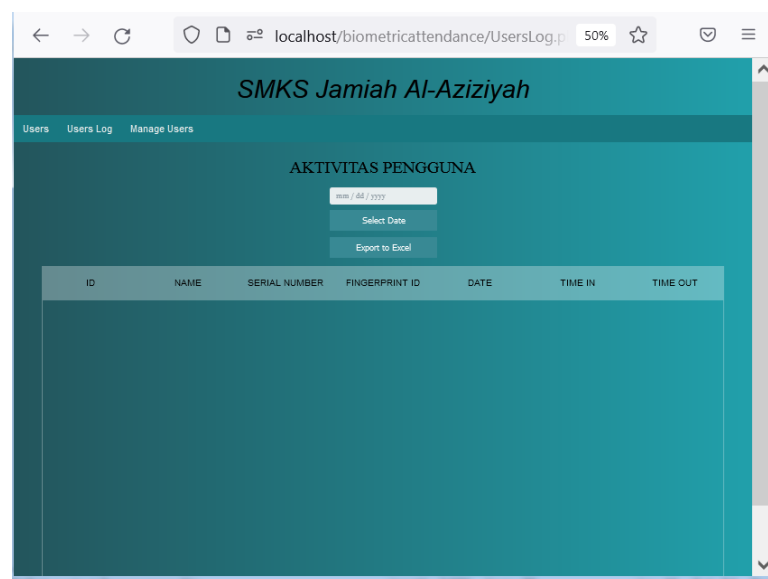 localhost/biometricattendance/UsersLog.p 50%
SMKS Jamiah Al-Aziziyah
Users Users Log Manage Users
AKTIVITAS PENGGUNA
mm / dd / yyyy
Select Date
Export to Excel
ID NAME SERIAL NUMBER FINGERPRINT ID DATE TIME IN TIME OUT